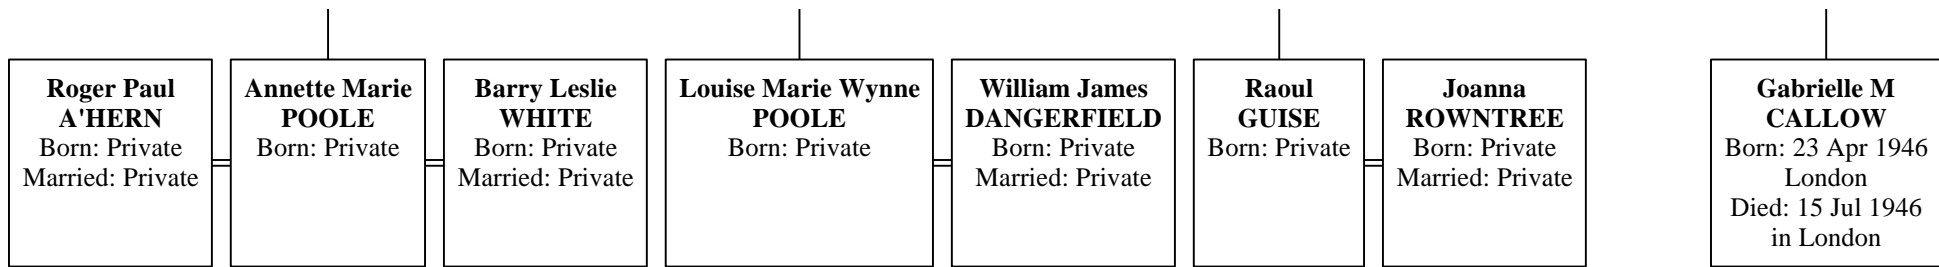 Roger Paul
A'HERN
Born: Private
Married: Private
Annette Marie
POOLE
Born: Private
Barry Leslie
WHITE
Born: Private
Married: Private
Louise Marie Wynne
POOLE
Born: Private
William James
DANGERFIELD
Born: Private
Married: Private
Raoul
GUISE
Born: Private
Joanna
ROWNTREE
Born: Private
Married: Private
Gabrielle M
CALLOW
Born: 23 Apr 1946
London
Died: 15 Jul 1946
in London